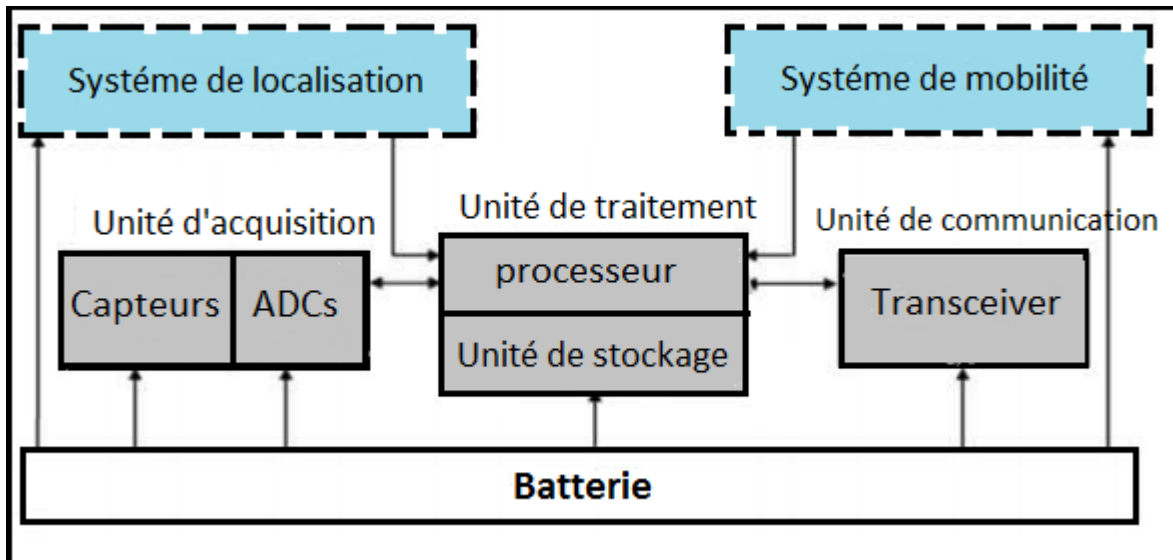 Systéme de localisation
Systéme de mobilité
Unité d'acquisition
Unité de traitement
Unité de communication
Capteurs
ADCs
processeur
Unité de stockage
Transceiver
Batterie